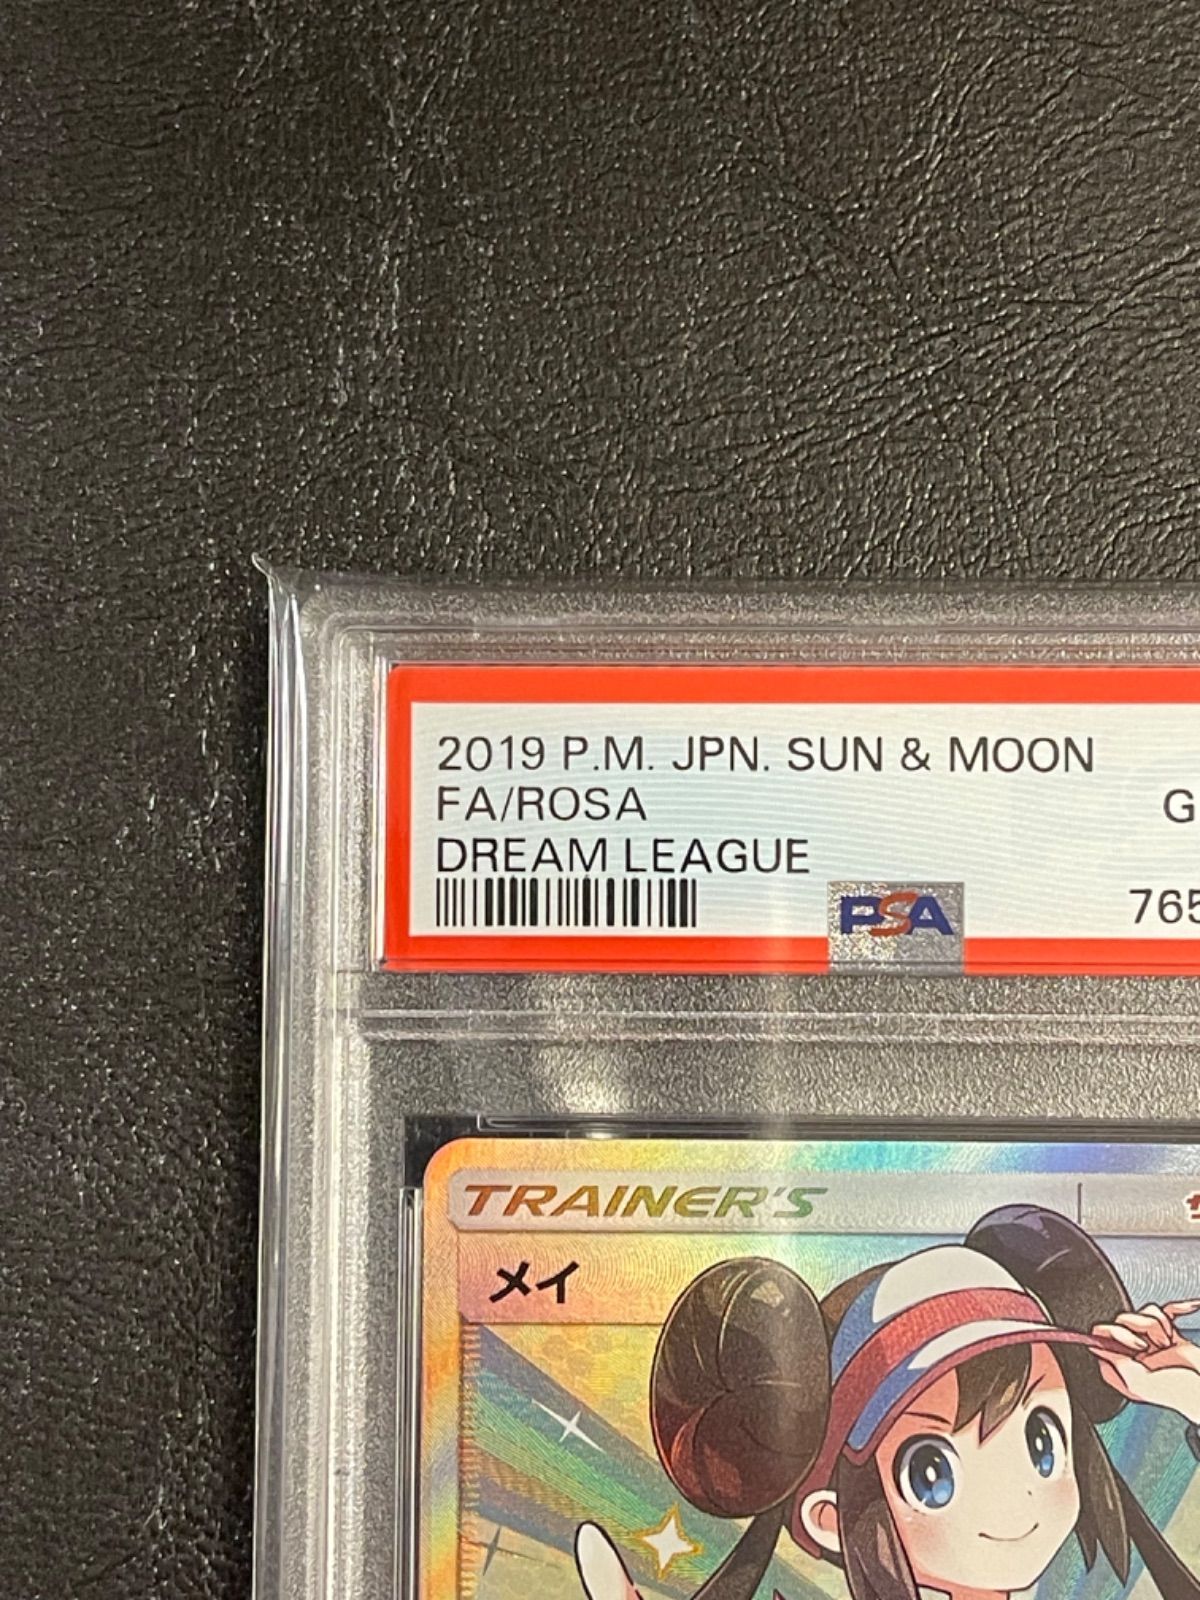 2019 P.M. JPN. SUN & MOON
FA/ROSA
DREAM LEAGUE
PSA
TRAINER'S
メイ